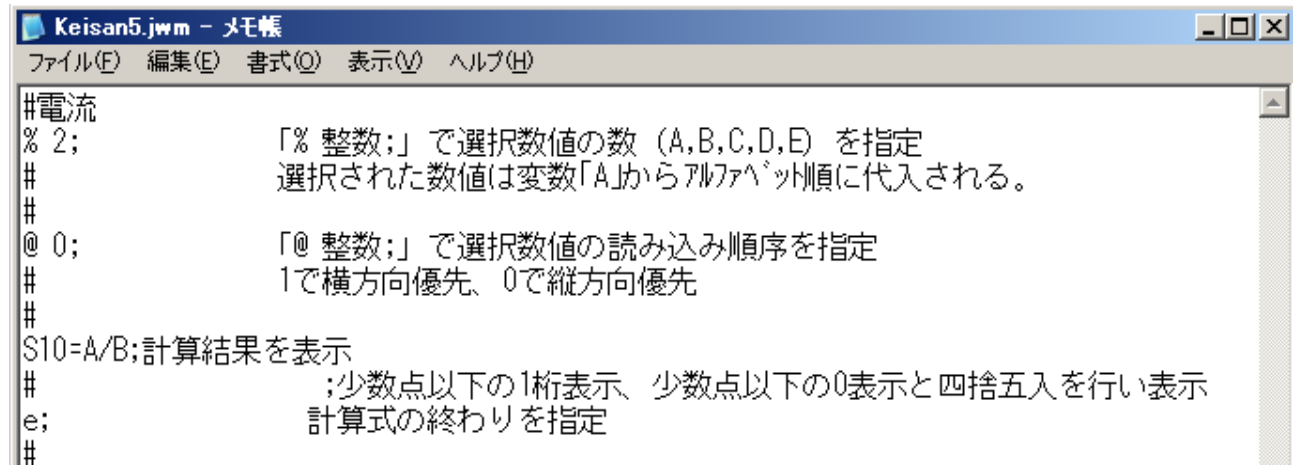 Keisan5.jwm - メモ帳
ファイル(F) 編集(E) 書式(O) 表示(V) ヘルプ(H)
#電流
% 2; 「% 整数;」で選択数値の数 (A,B,C,D,E) を指定
# 選択された数値は変数「A」からアルファベット順に代入される。
#
@ 0; 「@ 整数;」で選択数値の読み込み順序を指定
# 1で横方向優先、0で縦方向優先
#
S10=A/B;計算結果を表示
# ;少数点以下の1桁表示、少数点以下の0表示と四捨五入を行い表示
e; 計算式の終わりを指定
#